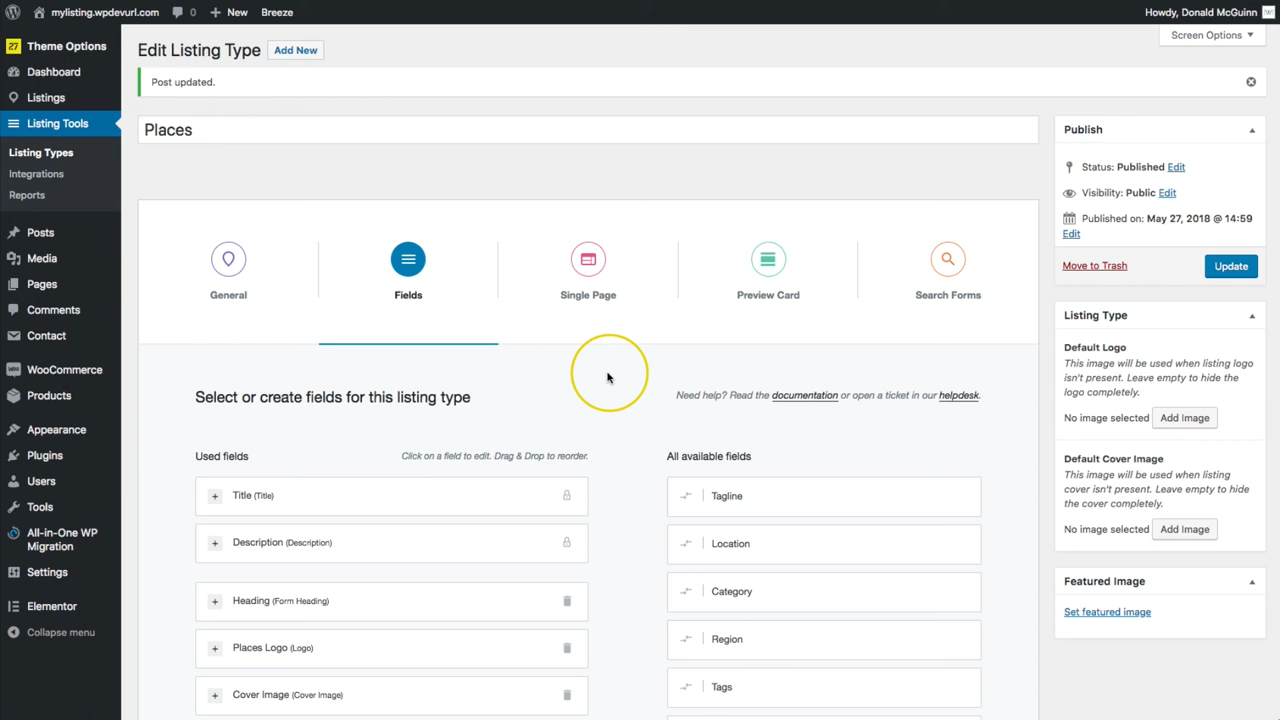 mylisting.wpdevurl.com 0 New Breeze Howdy, Donald McGuinn
27 Theme Options
Dashboard
Listings
Listing Tools
Listing Types
Integrations
Reports
Posts
Media
Pages
Comments
Contact
WooCommerce
Products
Appearance
Plugins
Users
Tools
All-in-One WP
Migration
Settings
Elementor
Collapse menu
Screen Options
Edit Listing Type Add New
Post updated.
Places
General
Fields
Single Page
Preview Card
Search Forms
Select or create fields for this listing type
Need help? Read the documentation or open a ticket in our helpdesk.
Used fields
Click on a field to edit. Drag & Drop to reorder.
Title (Title)
Description (Description)
Heading (Form Heading)
Places Logo (Logo)
Cover Image (Cover Image)
All available fields
Tagline
Location
Category
Region
Tags
Publish
Status: Published Edit
Visibility: Public Edit
Published on: May 27, 2018 @ 14:59
Edit
Move to Trash
Update
Listing Type
Default Logo
This image will be used when listing logo
isn't present. Leave empty to hide the
logo completely.
No image selected Add Image
Default Cover Image
This image will be used when listing
cover isn't present. Leave empty to hide
the cover completely.
No image selected Add Image
Featured Image
Set featured image